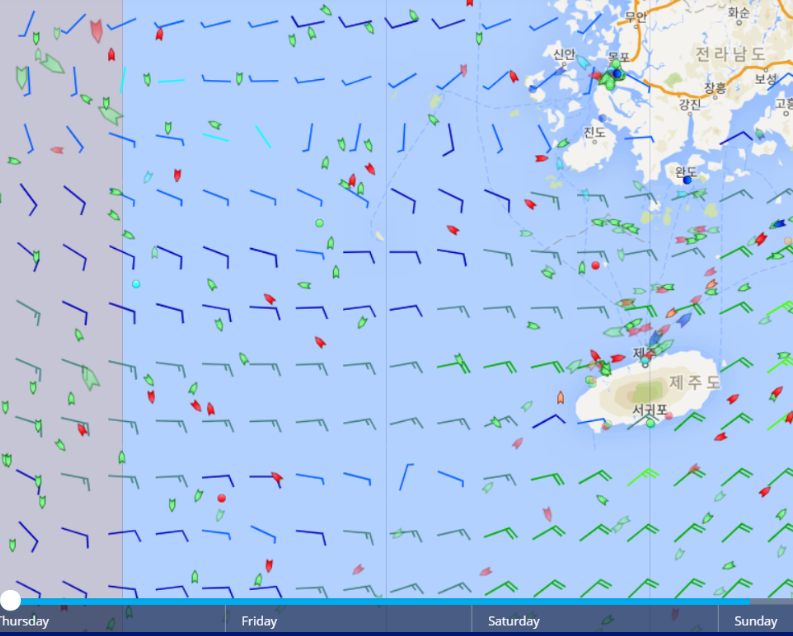 무안
화순
신안
목포
전라남도
보성
장흥
강진
고흥
진도
완도
제주
제주도
서귀포
Thursday
Friday
Saturday
Sunday